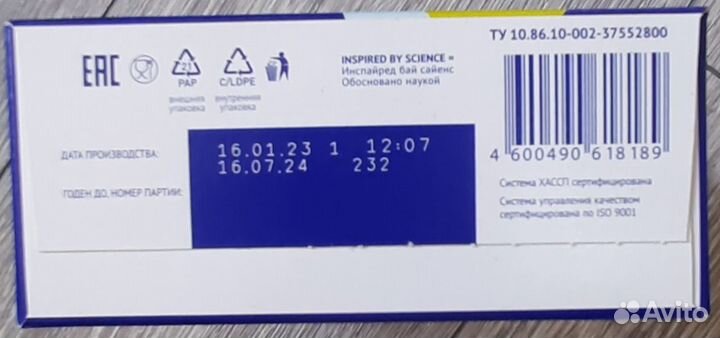 ТУ 10.86.10-002-37552800
EAC
21
PAP
C/LDPE
внешняя
упаковка
внутренняя
упаковка
INSPIRED BY SCIENCE =
Инспайред бай сайенс
Обосновано наукой
ДАТА ПРОИЗВОДСТВА:
16.01.23 1 12:07
ГОДЕН ДО, НОМЕР ПАРТИИ:
16.07.24 232
4 600490 618189
Система ХАССП сертифицирована
Система управления качеством
сертифицирована по ISO 9001
Avito